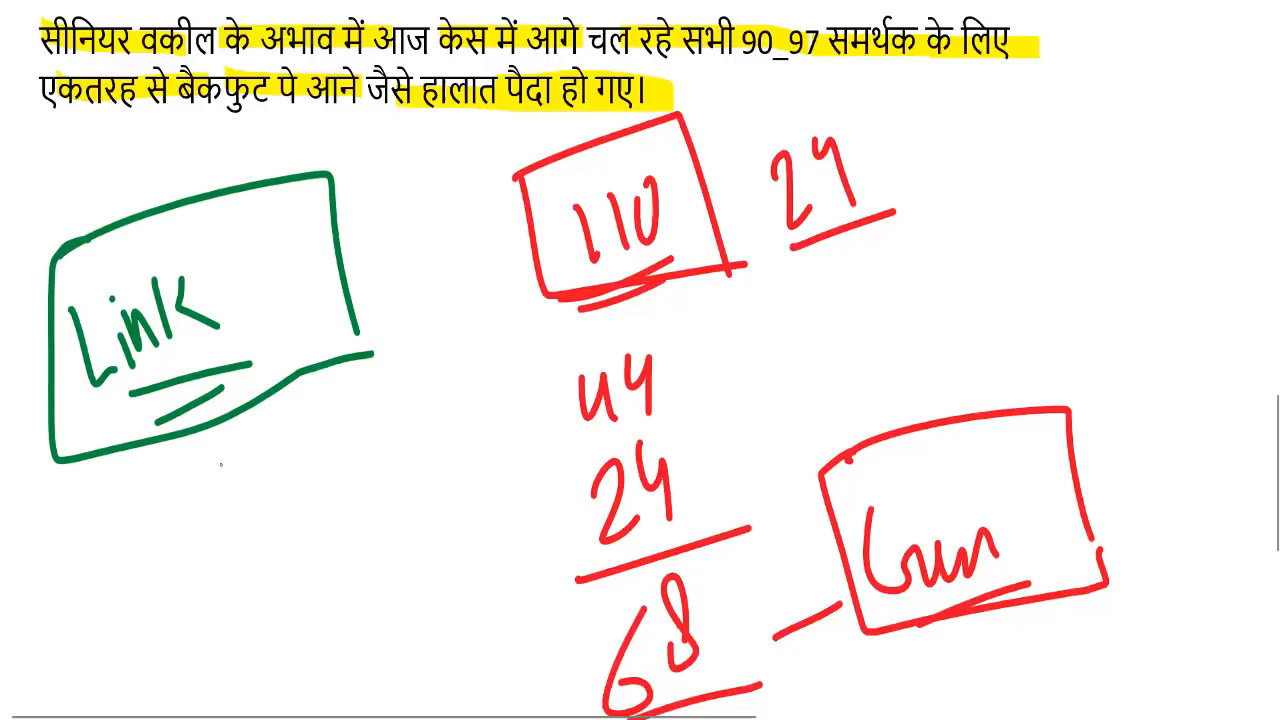 सीनियर वकील के अभाव में आज केस में आगे चल रहे सभी 90_97 समर्थक के लिए
एकतरह से बैकफुट पे आने जैसे हालात पैदा हो गए।
110
24
Link
44
24
68